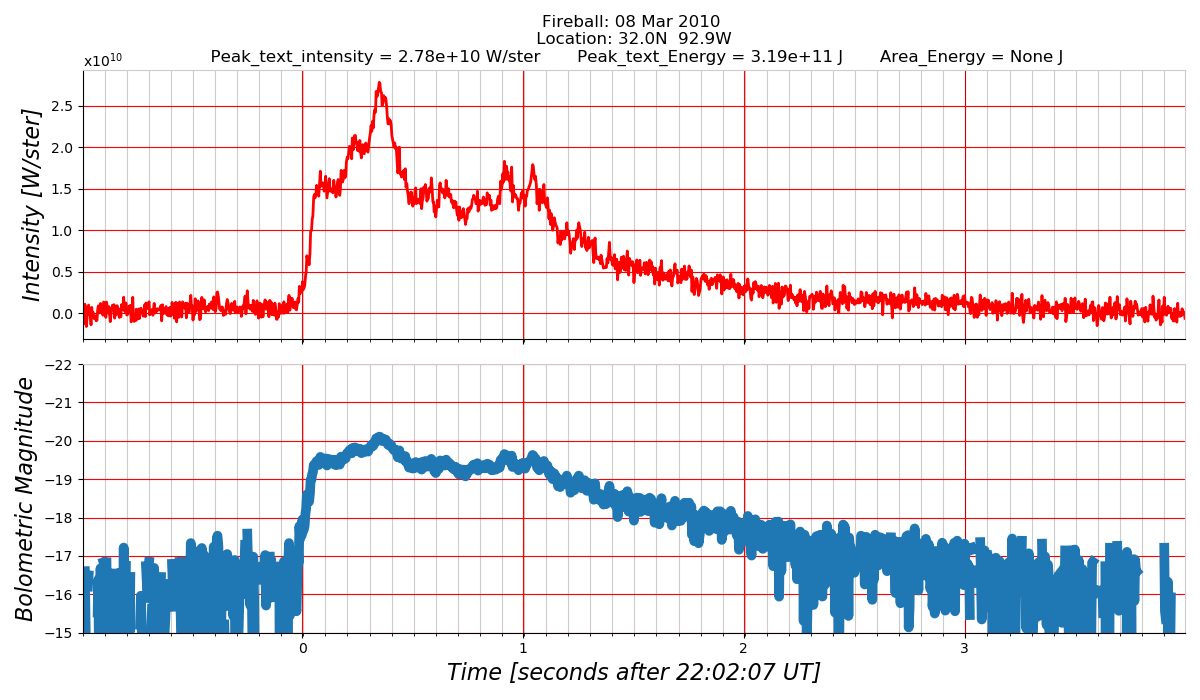 Fireball: 08 Mar 2010
Location: 32.0N  92.9W
Peak_text_intensity = 2.78e+10 W/ster       Peak_text_Energy = 3.19e+11 J       Area_Energy = None J
x10¹⁰
Intensity [W/ster]
2.5
2.0
1.5
1.0
0.5
0.0
Bolometric Magnitude
−22
−21
−20
−19
−18
−17
−16
−15
0 1 2 3
Time [seconds after 22:02:07 UT]